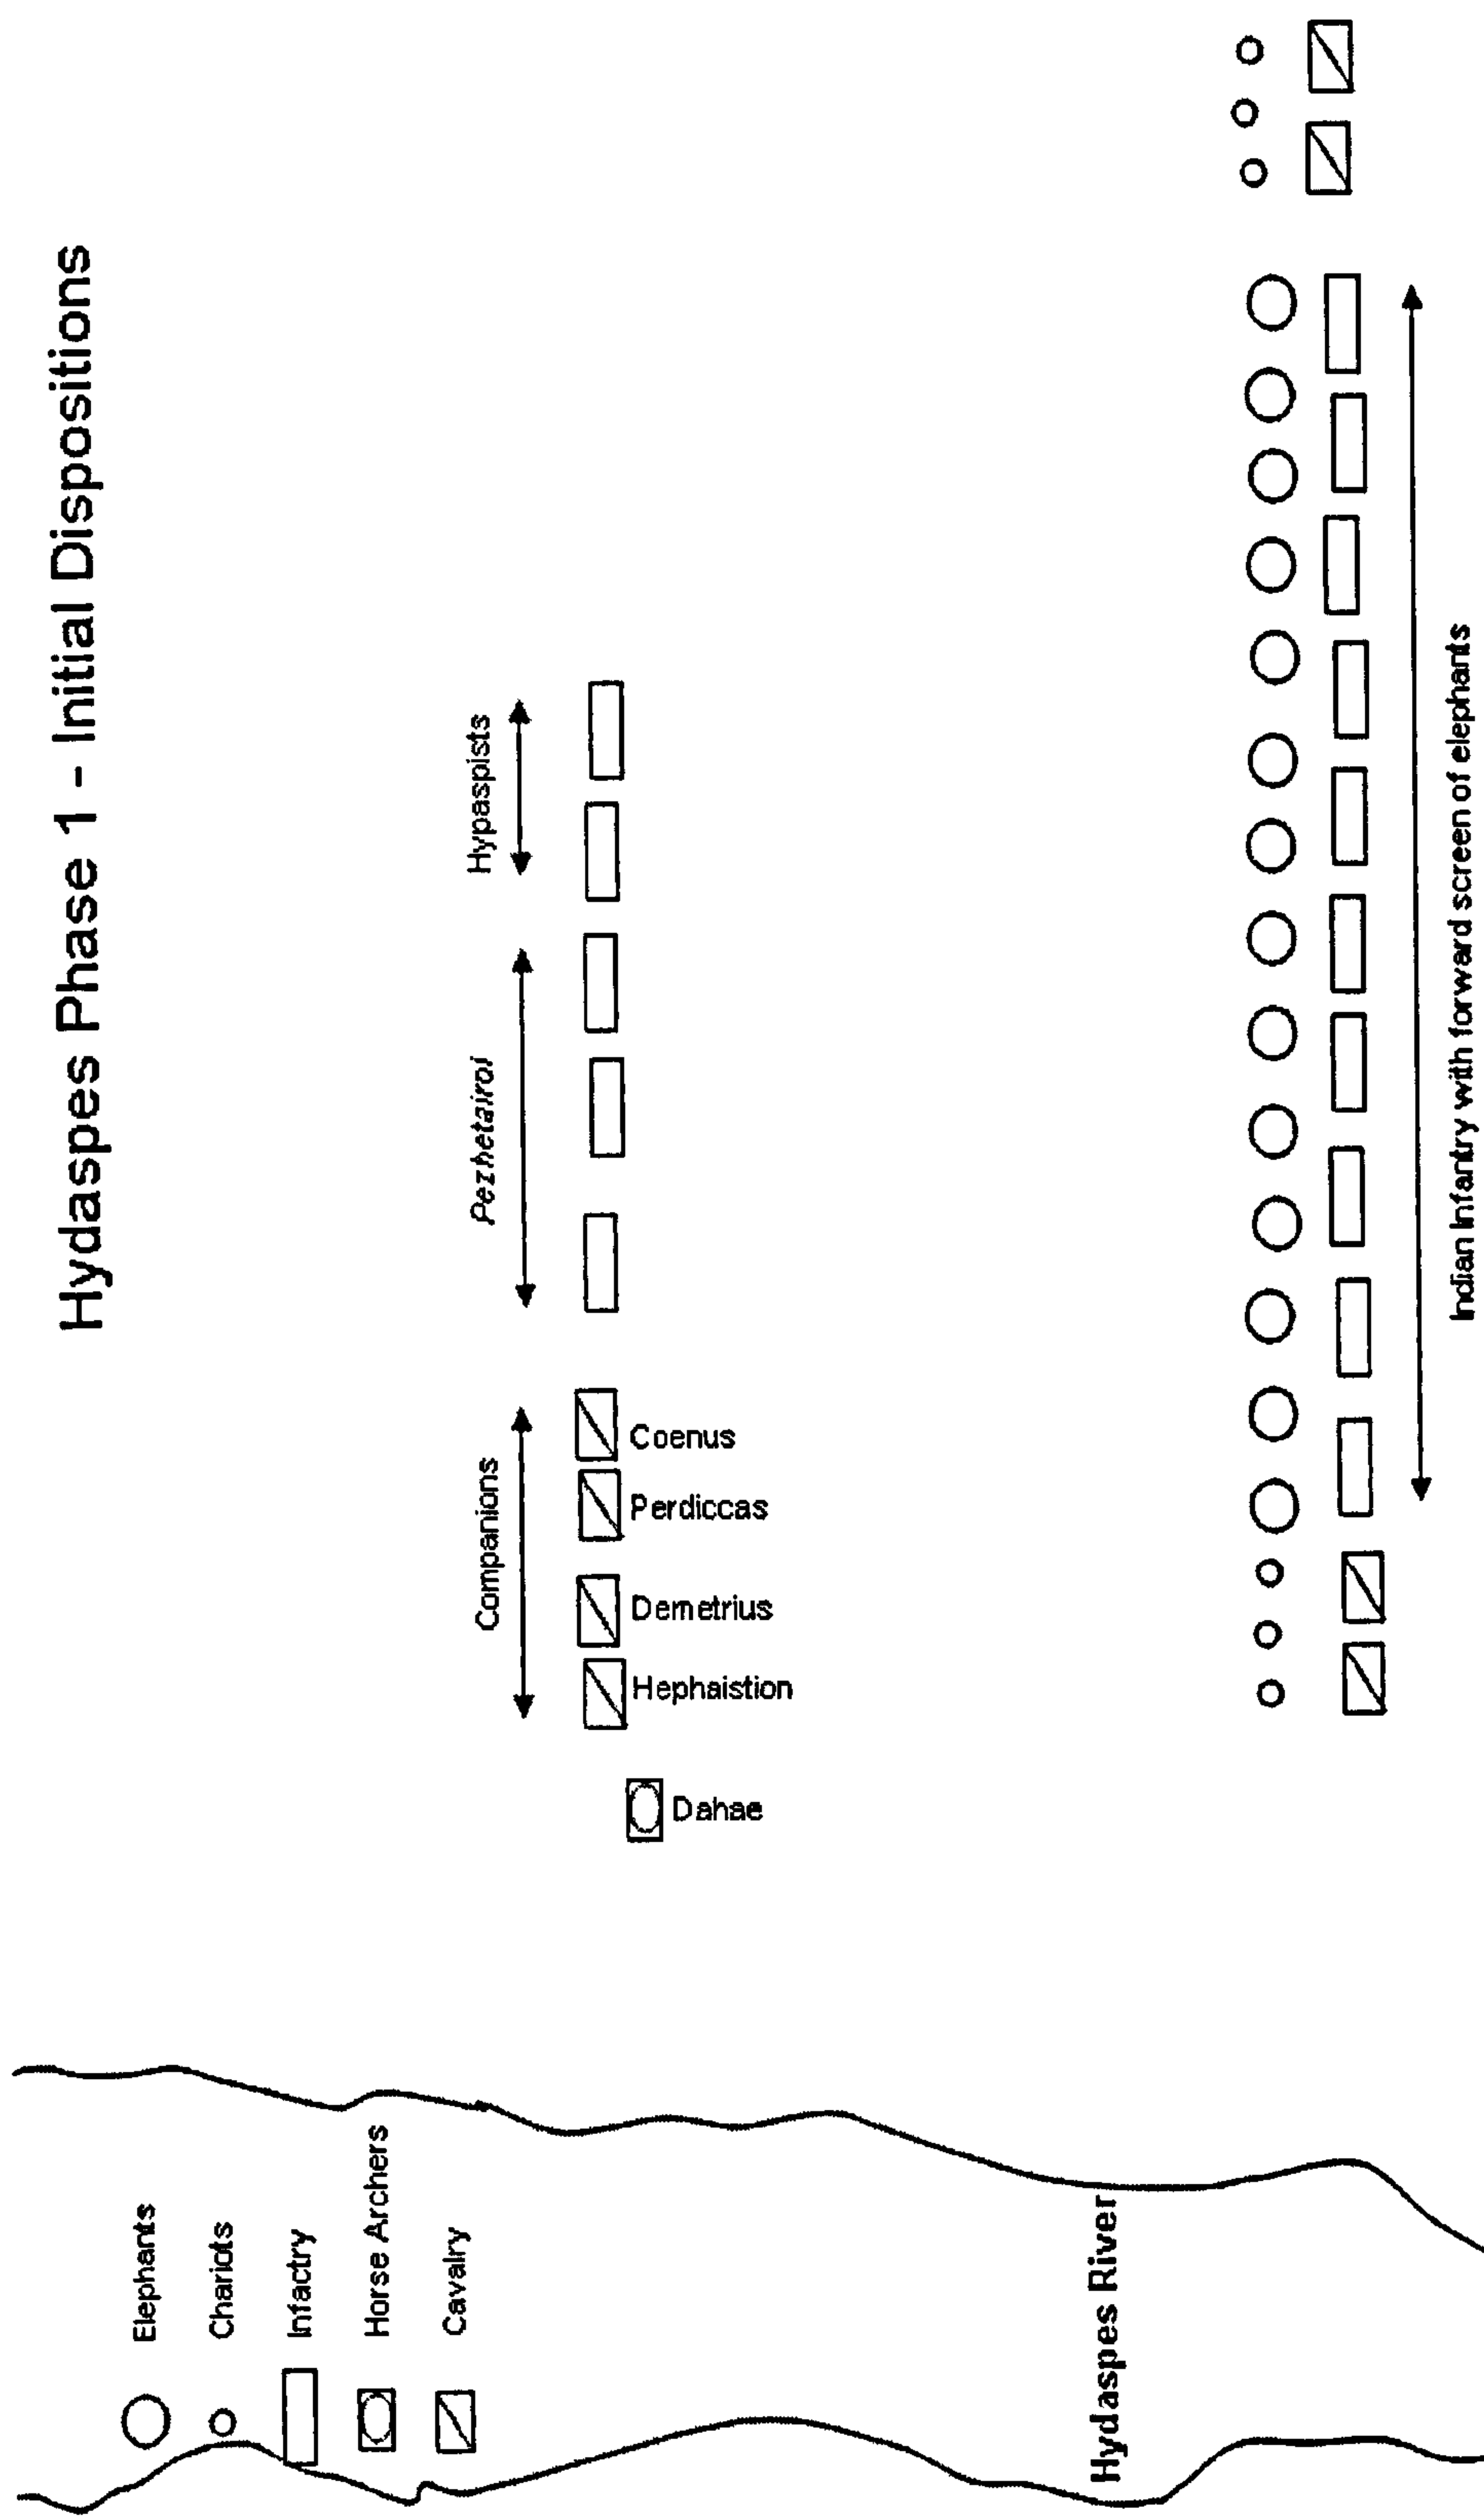 Hydaspes Phase 1 - Initial Dispositions
Elephants
Chariots
Infactry
Horse Archers
Cavalry
Companions
Pezhetairoi
Hypaspists
Dahae
Hephaistion
Demetrius
Perdiccas
Coenus
Hydaspes River
Indian Infantry with forward screen of elephants